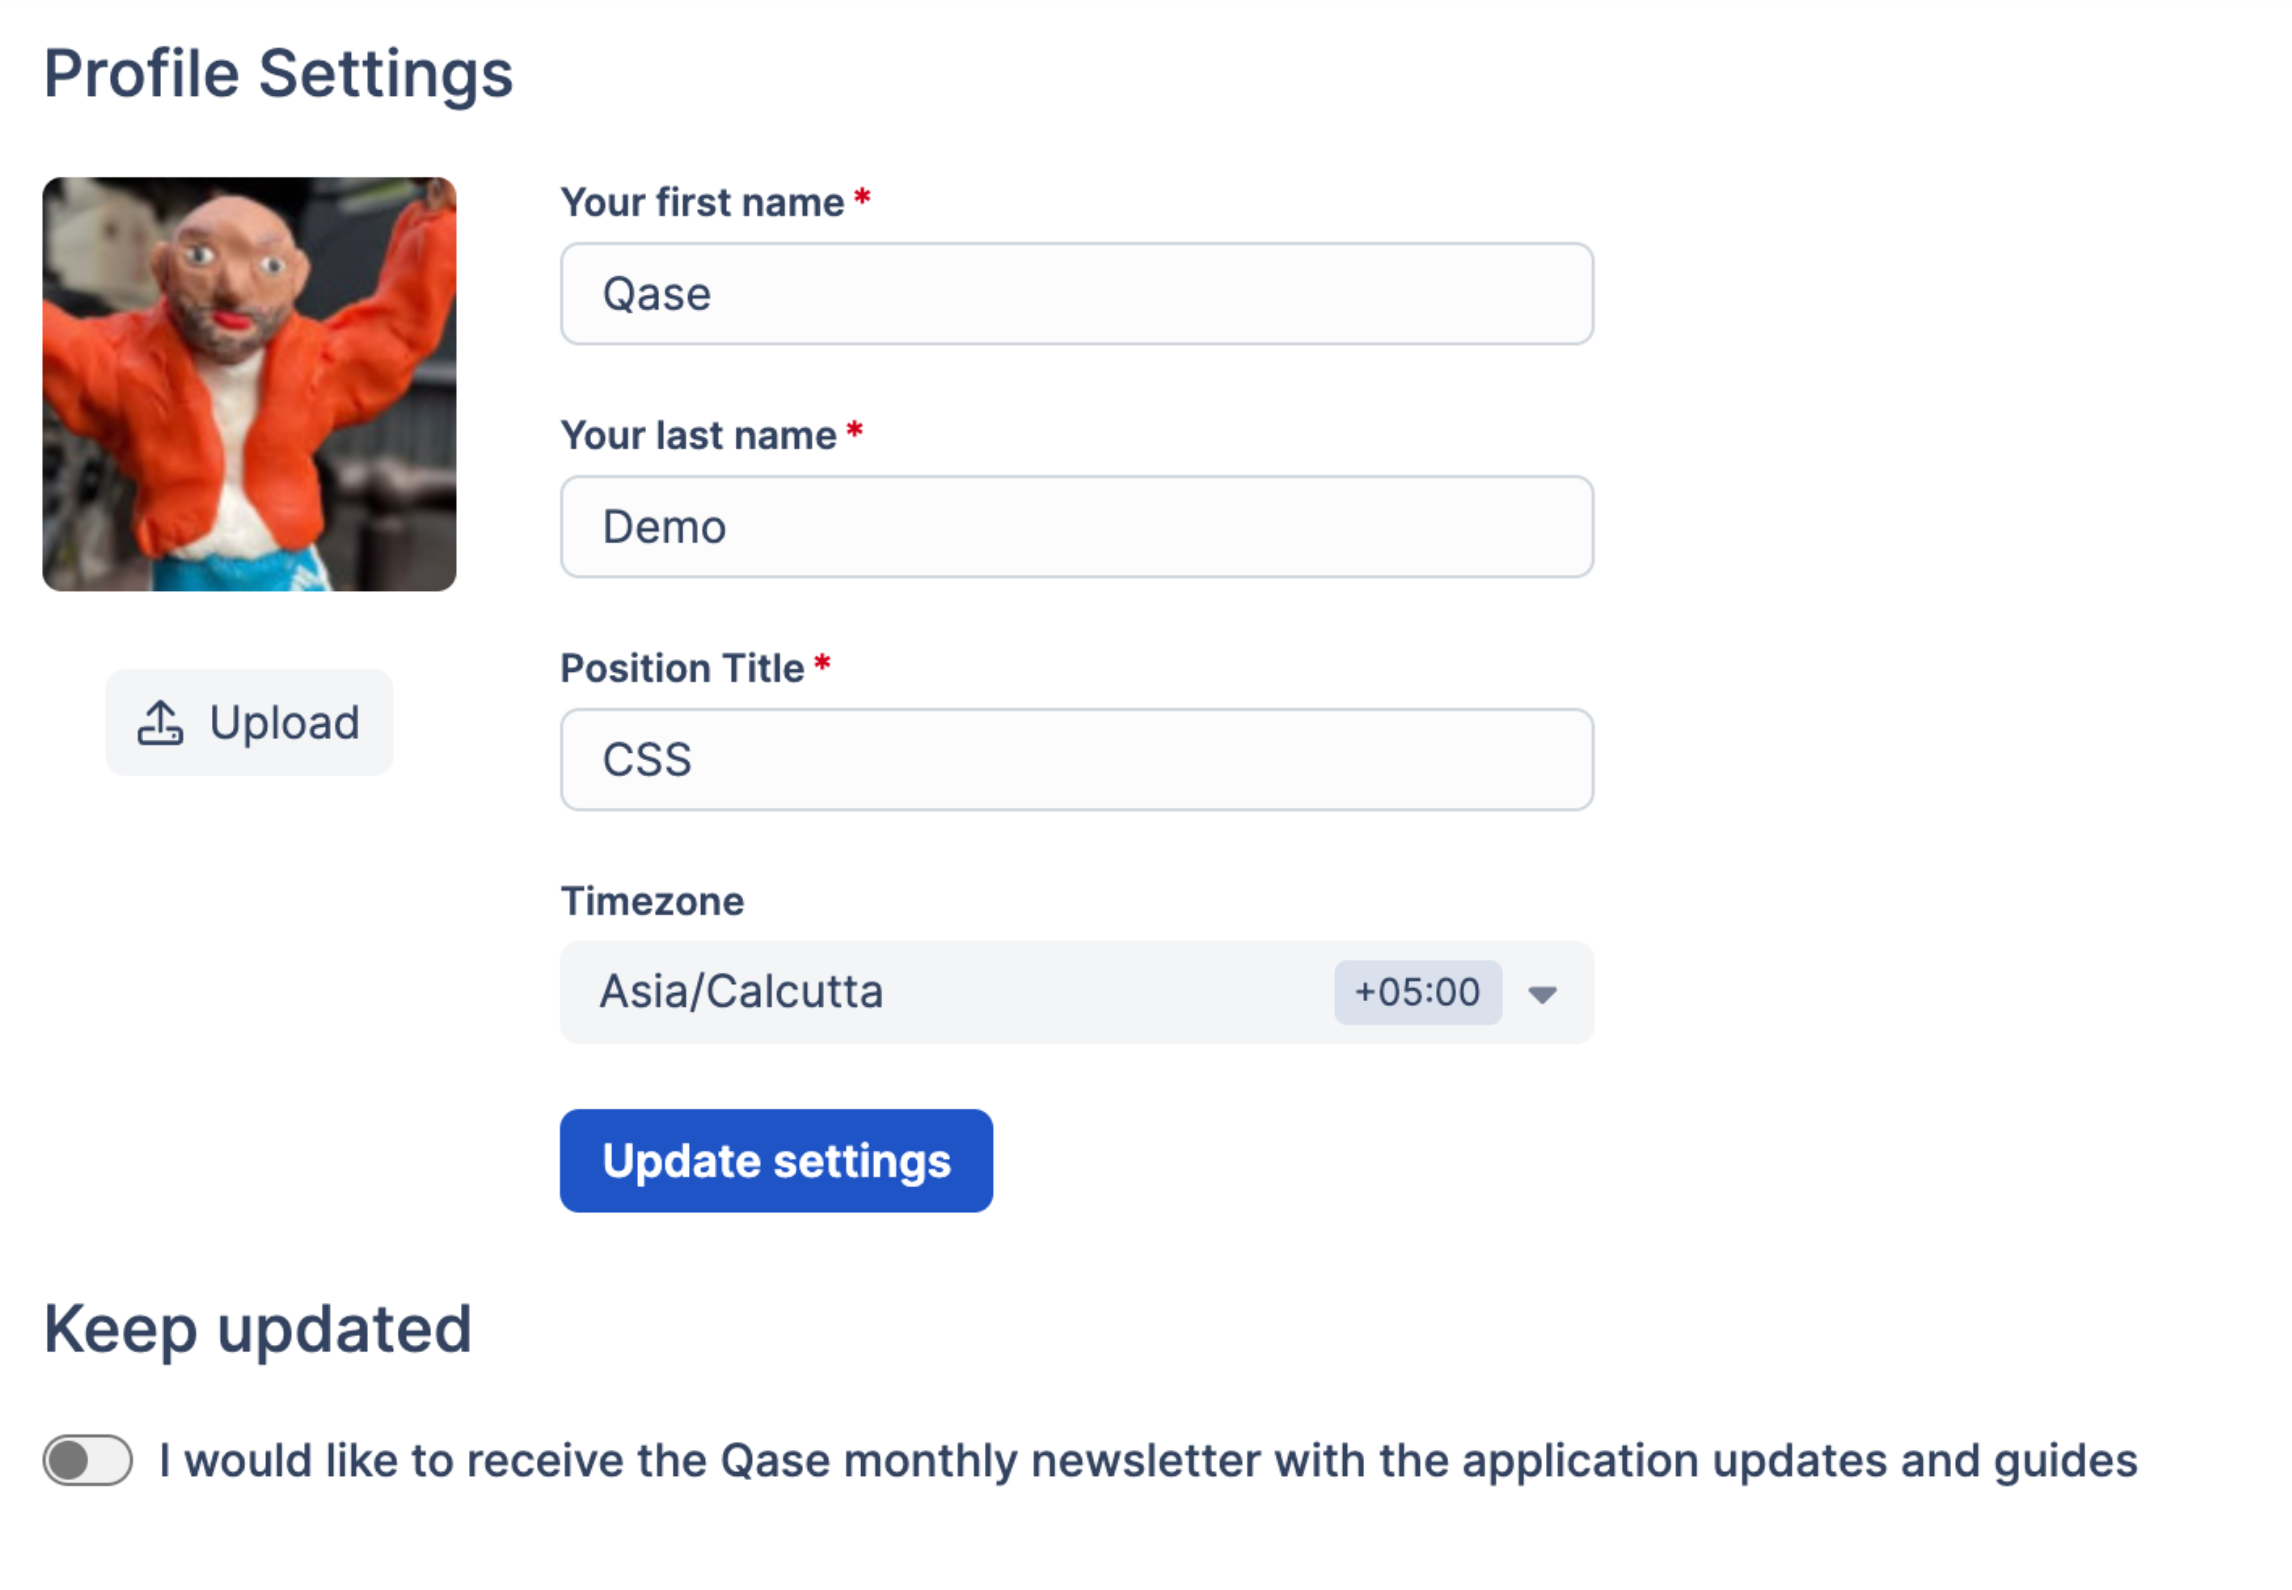 Profile Settings
Your first name *
Qase
Your last name *
Demo
Upload
Position Title *
CSS
Timezone
Asia/Calcutta +05:00
Update settings
Keep updated
I would like to receive the Qase monthly newsletter with the application updates and guides